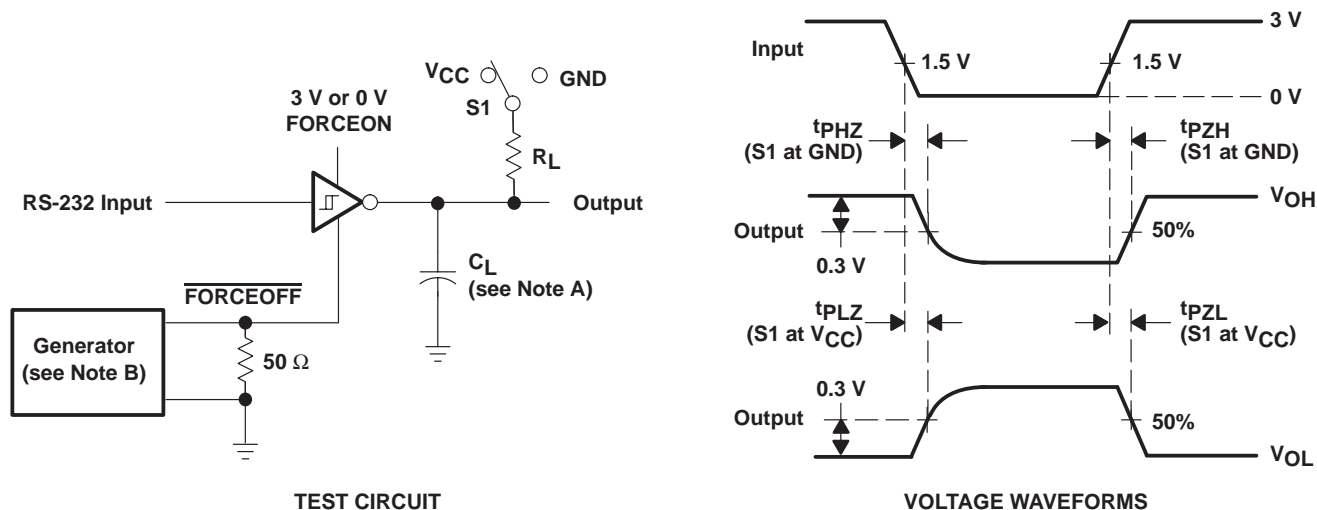 3 V or 0 V
FORCEON
VCC
GND
S1
RL
RS-232 Input
Output
CL
(see Note A)
FORCEOFF
Generator
(see Note B)
50 Ω
TEST CIRCUIT
Input
3 V
1.5 V
1.5 V
0 V
tPHZ
(S1 at GND)
tPZH
(S1 at GND)
VOH
Output
50%
0.3 V
tPLZ
(S1 at VCC)
tPZL
(S1 at VCC)
0.3 V
Output
50%
VOL
VOLTAGE WAVEFORMS